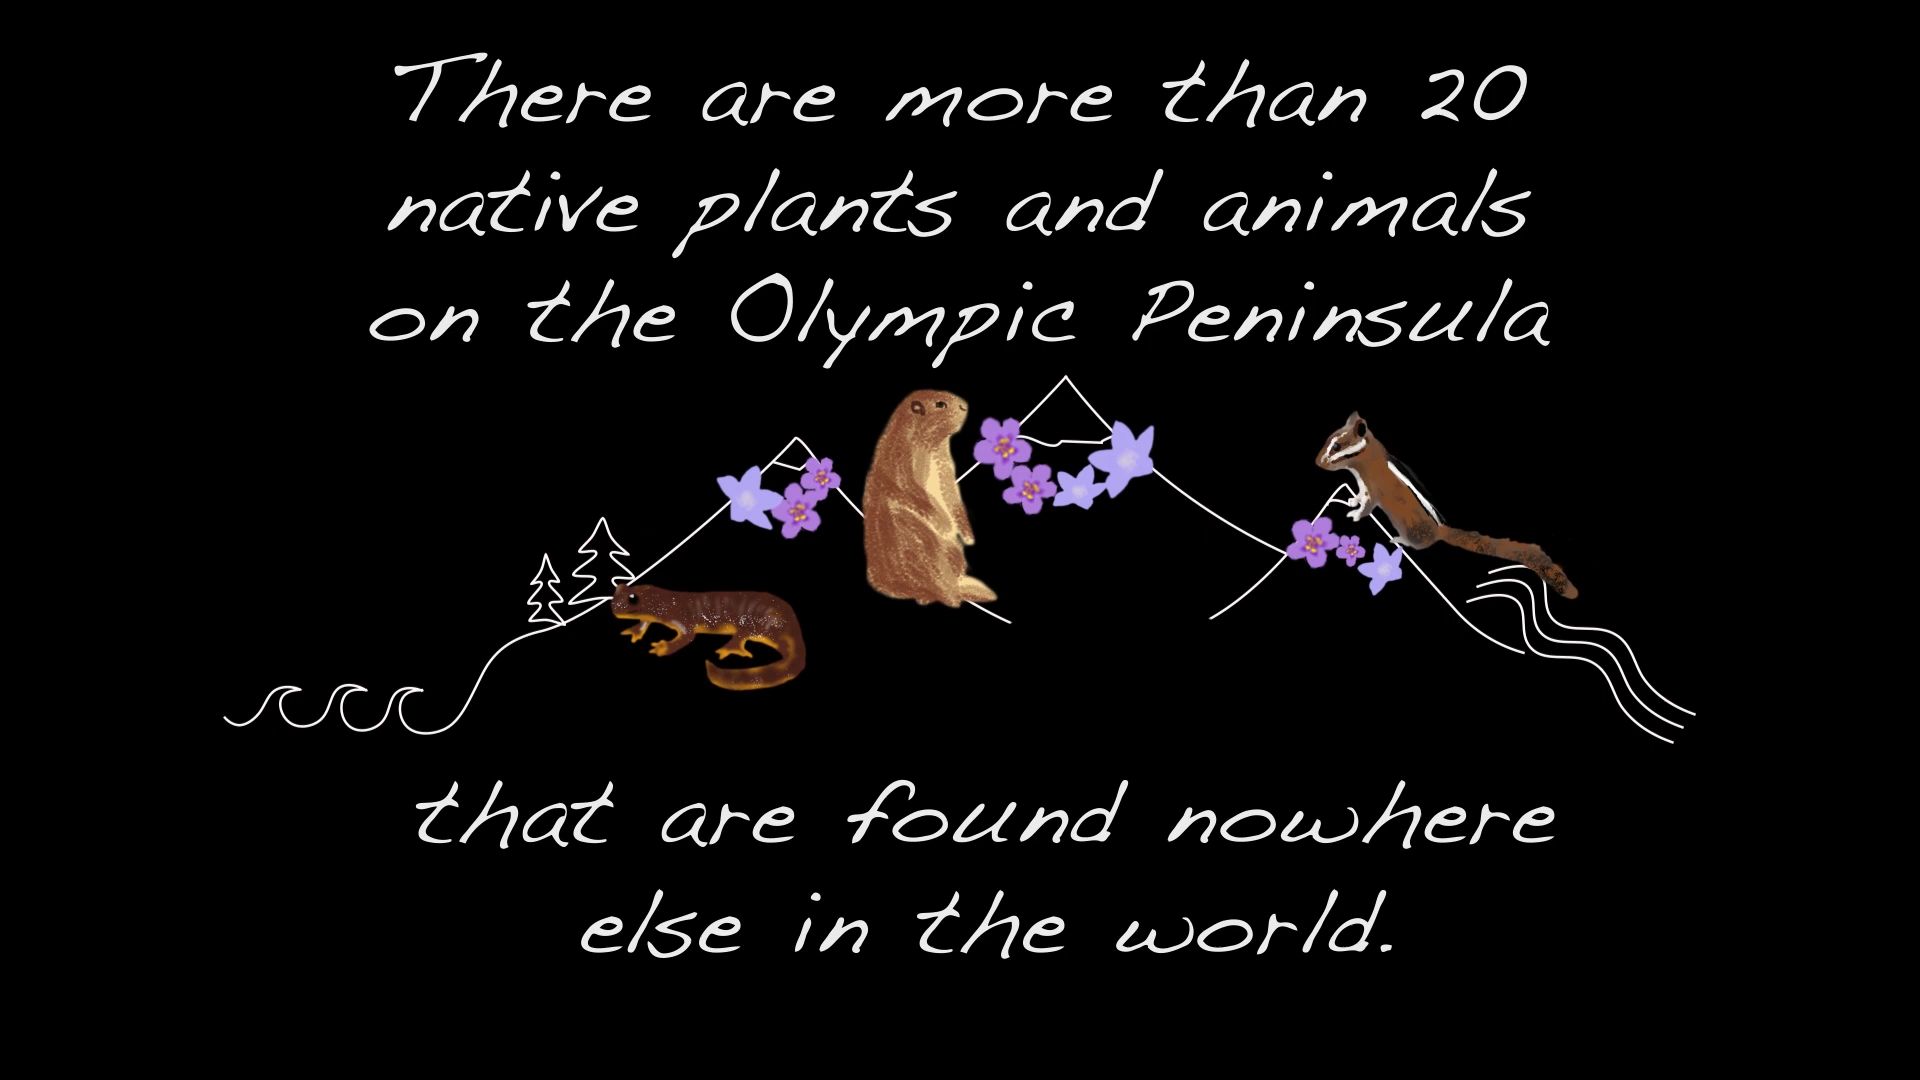 There are more than 20
native plants and animals
on the Olympic Peninsula
that are found nowhere
else in the world.